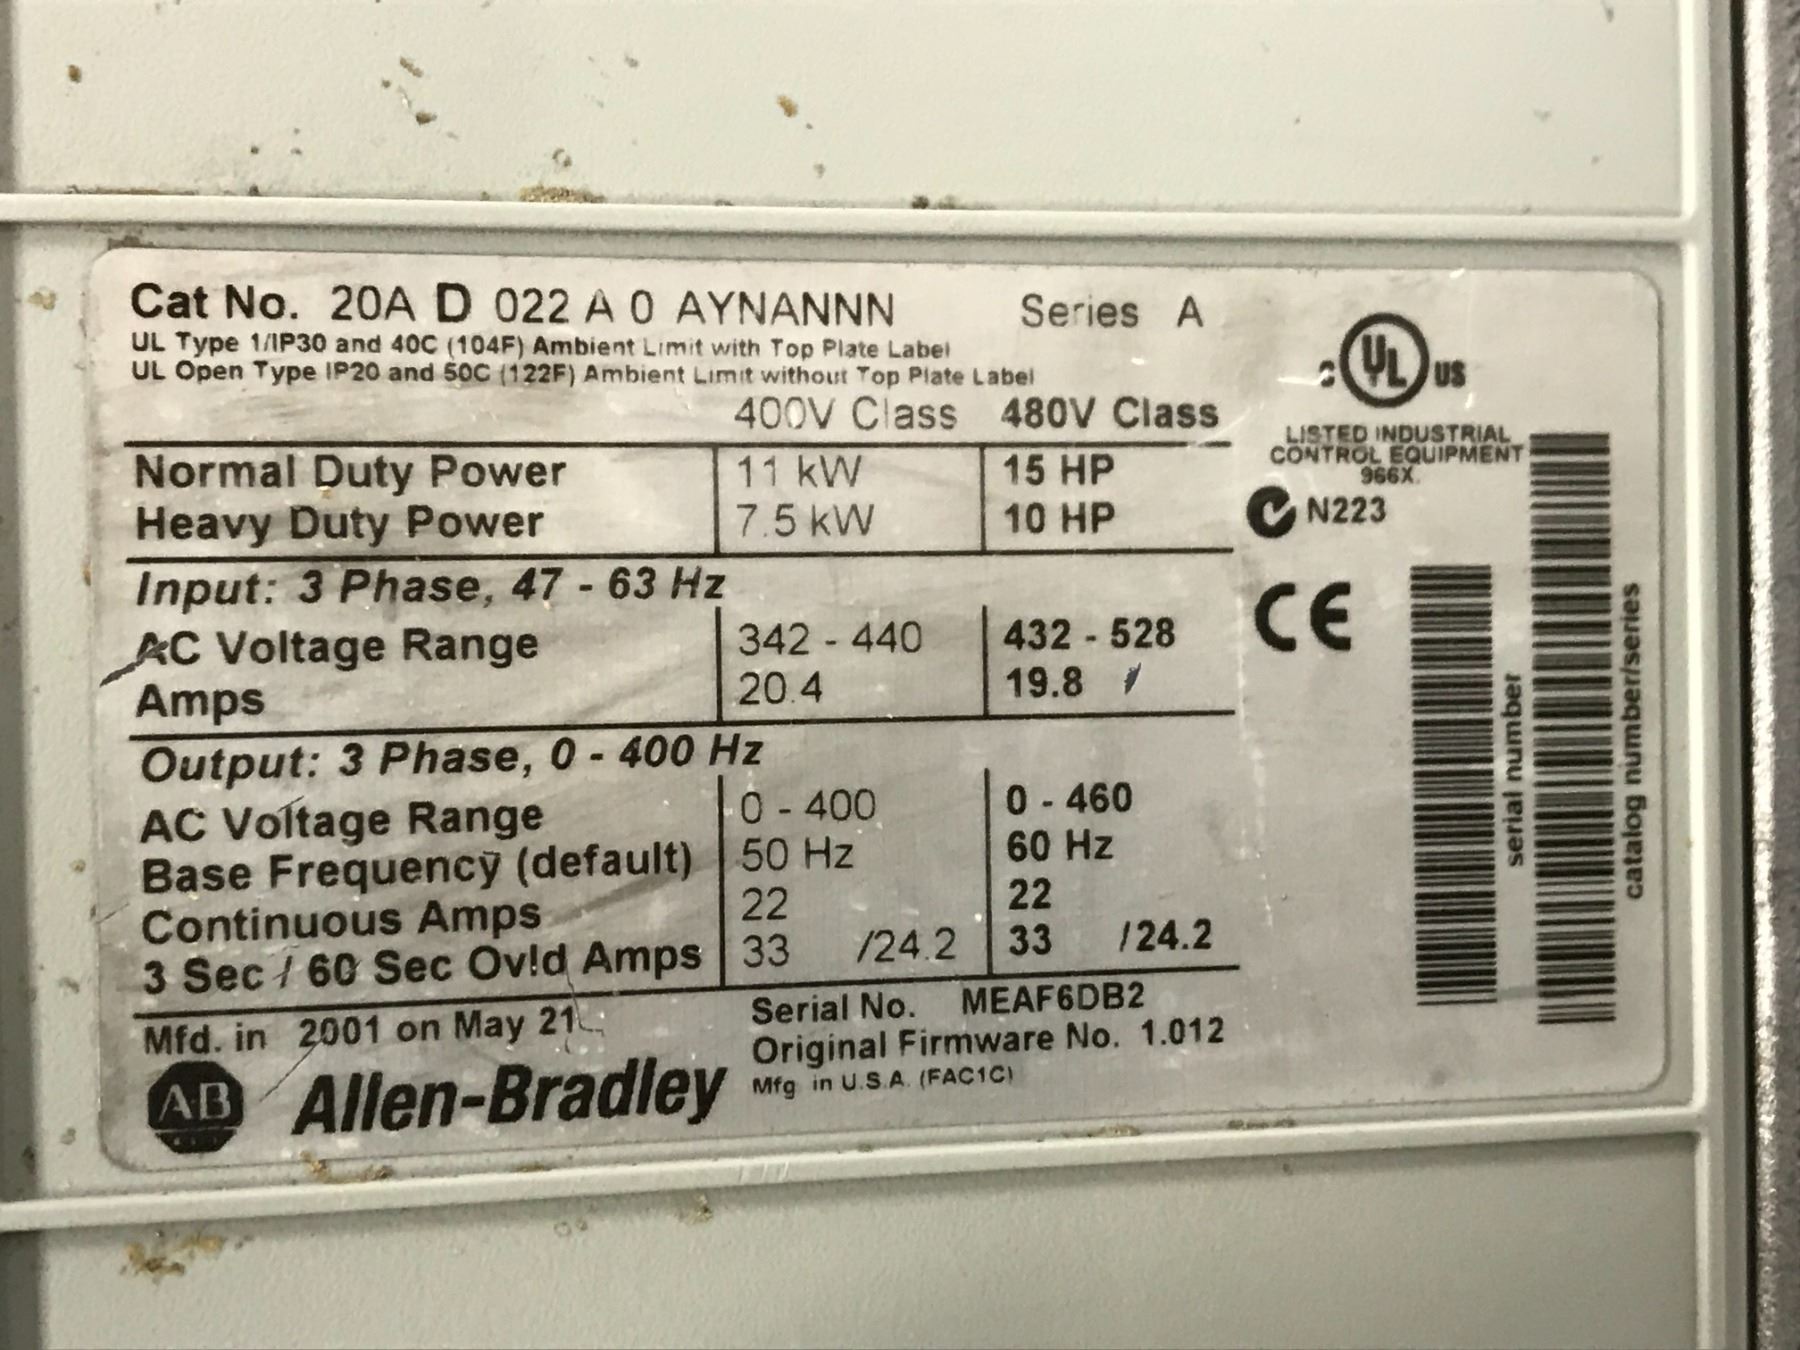 Cat No. 20A D 022 A 0 AYNANNN Series A
UL Type 1/IP30 and 40C (104F) Ambient Limit with Top Plate Label
UL Open Type IP20 and 50C (122F) Ambient Limit without Top Plate Label
400V Class 480V Class
Normal Duty Power 11 kW 15 HP
Heavy Duty Power 7.5 kW 10 HP
Input: 3 Phase, 47 - 63 Hz
AC Voltage Range 342 - 440 432 - 528
Amps 20.4 19.8
Output: 3 Phase, 0 - 400 Hz
AC Voltage Range 0 - 400 0 - 460
Base Frequency (default) 50 Hz 60 Hz
Continuous Amps 22 22
3 Sec / 60 Sec Ovld Amps 33 /24.2 33 /24.2
Mfd. in 2001 on May 21
Serial No. MEAF6DB2
Original Firmware No. 1.012
Mfg in U.S.A. (FAC1C)
AB Allen-Bradley
C UL US
LISTED INDUSTRIAL
CONTROL EQUIPMENT
966X
N223
CE
serial number
catalog number/series